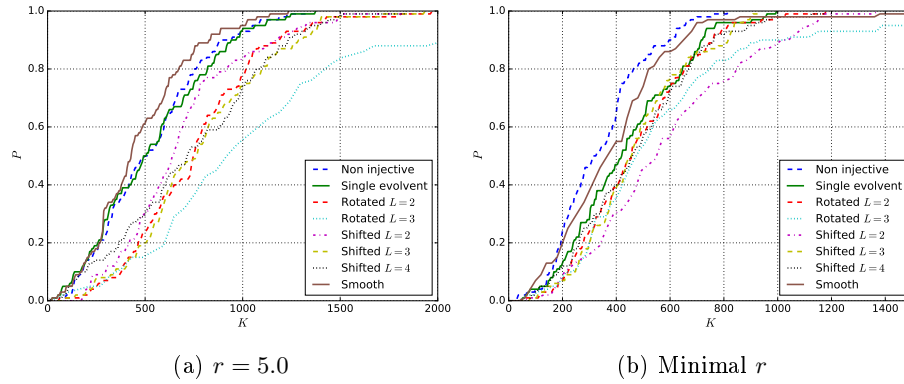 1.0
0.8
0.6
0.4
0.2
0.0
P
0 500 1000 1500 2000
K
Non injective
Single evolvent
Rotated L = 2
Rotated L = 3
Shifted L = 2
Shifted L = 3
Shifted L = 4
Smooth
(a) r = 5.0
1.0
0.8
0.6
0.4
0.2
0.0
P
0 200 400 600 800 1000 1200 1400
K
Non injective
Single evolvent
Rotated L = 2
Rotated L = 3
Shifted L = 2
Shifted L = 3
Shifted L = 4
Smooth
(b) Minimal r